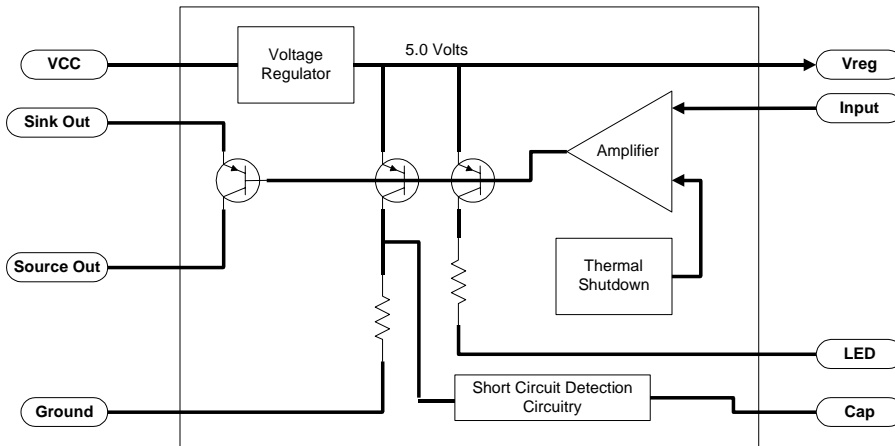 VCC
Voltage
Regulator
5.0 Volts
Vreg
Sink Out
Input
Amplifier
Source Out
Thermal
Shutdown
LED
Ground
Short Circuit Detection
Circuitry
Cap